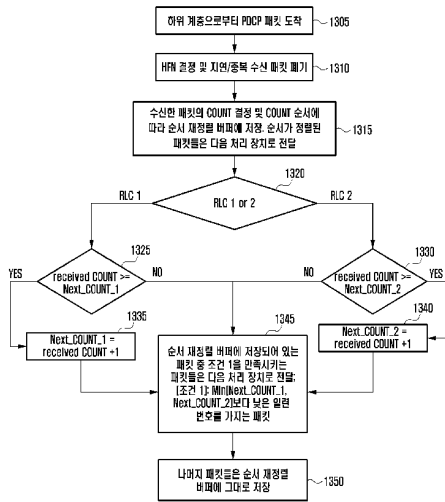 하위 계층으로부터 PDCP 패킷 도착
1305
HFN 결정 및 지연/중복 수신 패킷 폐기
1310
수신한 패킷의 COUNT 결정 및 COUNT 순서에
따라 순서 재정렬 버퍼에 저장. 순서가 정렬된
패킷들은 다음 처리 장치로 전달
1315
1320
RLC 1
RLC 1 or 2
RLC 2
1325
1330
YES
received COUNT >=
Next_COUNT_1
NO
NO
received COUNT >=
Next_COUNT_2
YES
1335
Next_COUNT_1 =
received COUNT +1
1345
1340
Next_COUNT_2 =
received COUNT +1
순서 재정렬 버퍼에 저장되어 있는
패킷 중 조건 1을 만족시키는
패킷들은 다음 처리 장치로 전달;
[조건 1]: Min[Next_COUNT_1,
Next_COUNT_2]보다 낮은 일련
번호를 가지는 패킷
나머지 패킷들은 순서 재정렬
버퍼에 그대로 저장
1350